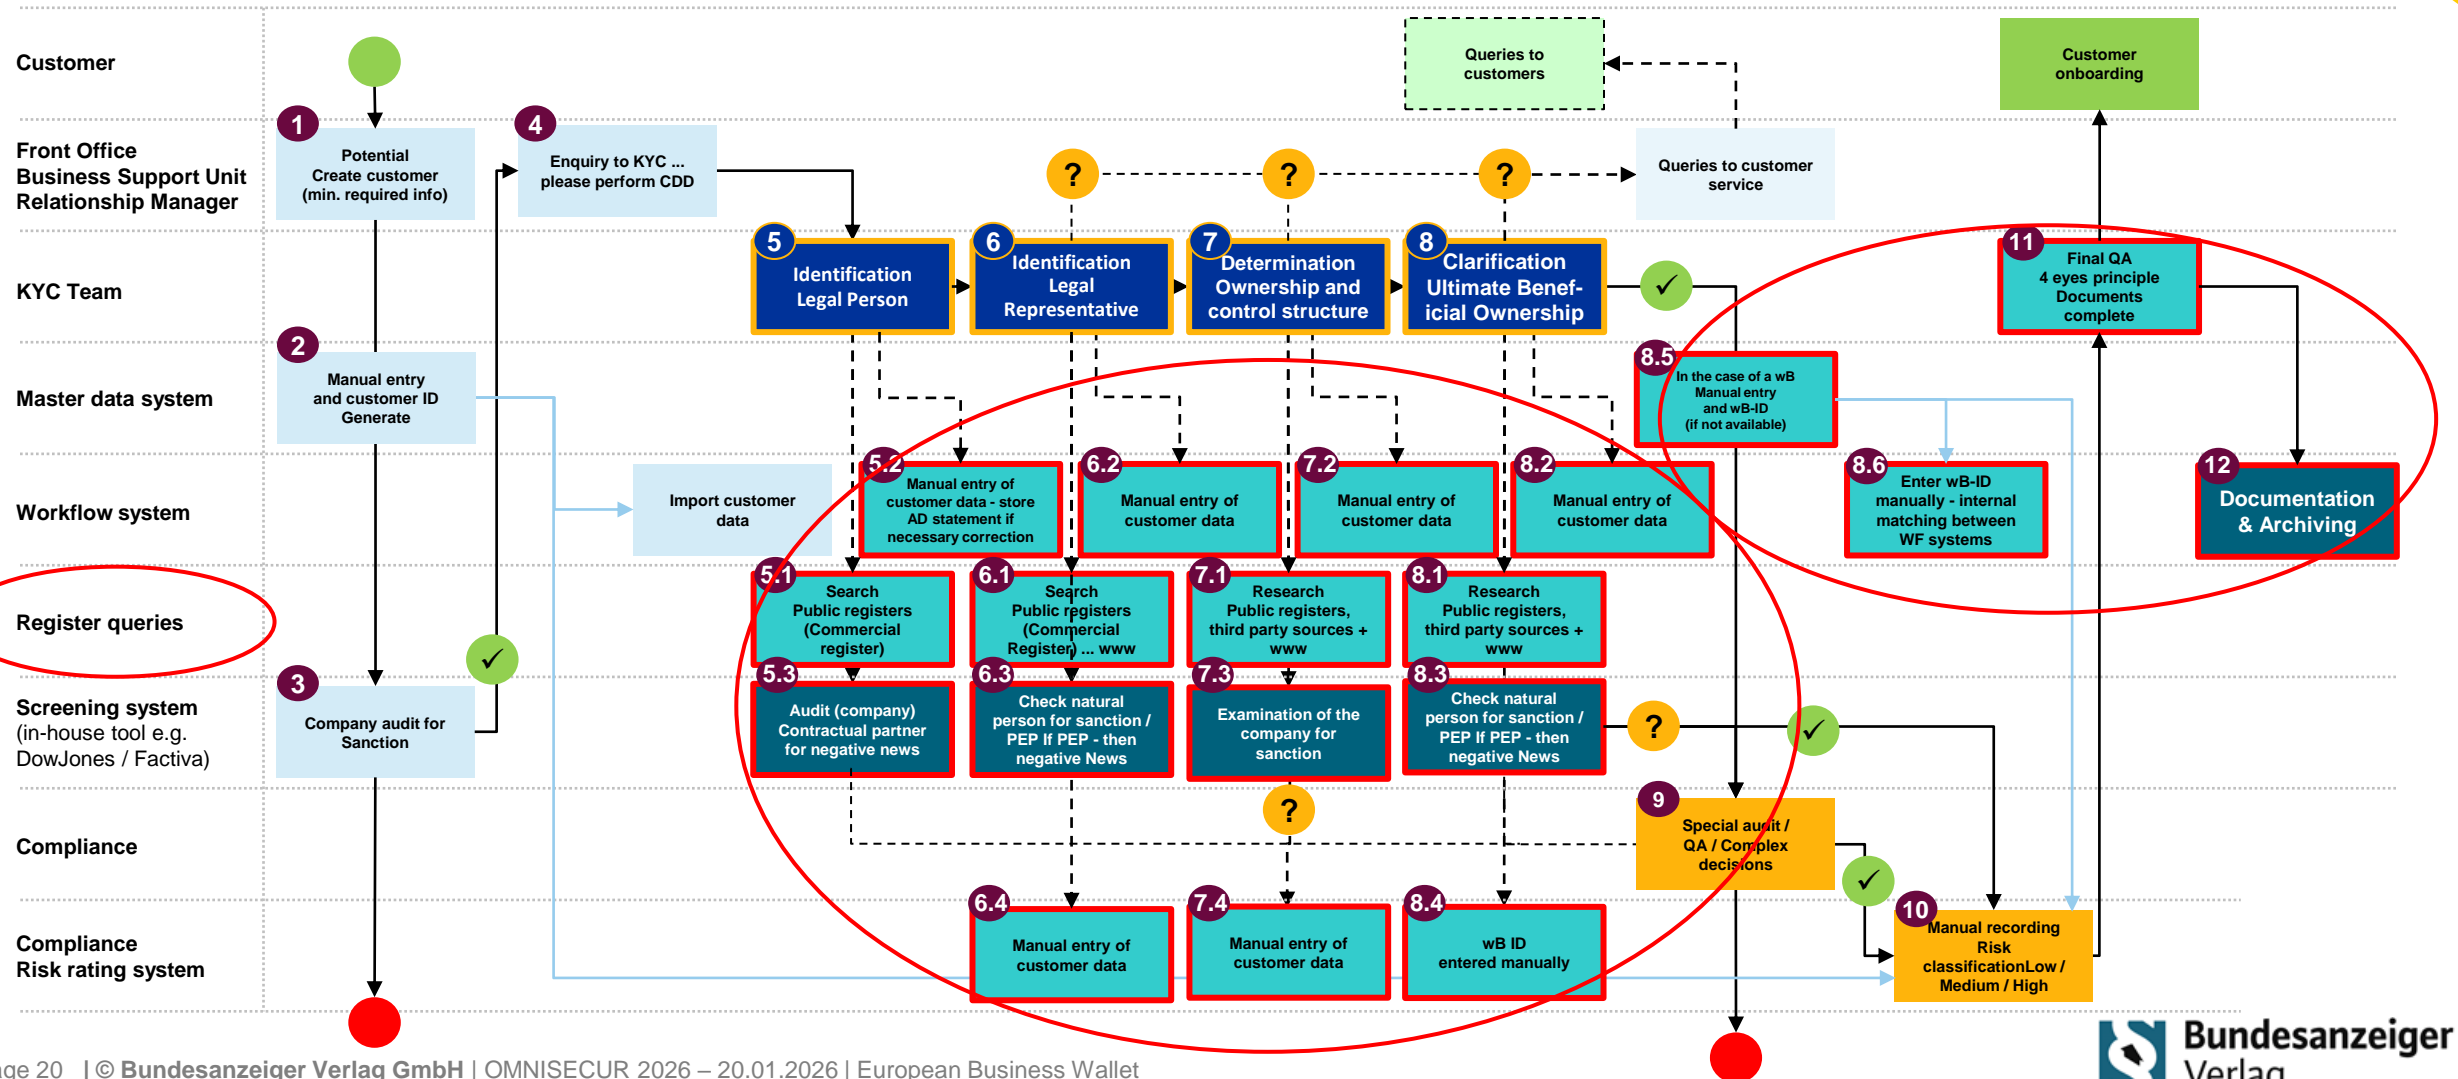 Customer
Queries to
customers
Customer
onboarding
Front Office
Business Support Unit
Relationship Manager
1
Potential
Create customer
(min. required info)
4
Enquiry to KYC ...
please perform CDD
?
?
?
Queries to customer
service
KYC Team
5
Identification
Legal Person
6
Identification
Legal
Representative
7
Determination
Ownership and
control structure
8
Clarification
Ultimate Benef-
icial Ownership
✓
11
Final QA
4 eyes principle
Documents
complete
Master data system
2
Manual entry
and customer ID
Generate
8.5
In the case of a wB
Manual entry
and wB-ID
(if not available)
Workflow system
Import customer
data
5.2
Manual entry of
customer data - store
AD statement if
necessary correction
6.2
Manual entry of
customer data
7.2
Manual entry of
customer data
8.2
Manual entry of
customer data
8.6
Enter wB-ID
manually - internal
matching between
WF systems
12
Documentation
& Archiving
Register queries
✓
5.1
Search
Public registers
(Commercial
register)
6.1
Search
Public registers
(Commercial
Register) ... www
7.1
Research
Public registers,
third party sources +
www
8.1
Research
Public registers,
third party sources +
www
Screening system
(in-house tool e.g.
DowJones / Factiva)
3
Company audit for
Sanction
5.3
Audit (company)
Contractual partner
for negative news
6.3
Check natural
person for sanction /
PEP If PEP - then
negative News
7.3
Examination of the
company for
sanction
8.3
Check natural
person for sanction /
PEP If PEP - then
negative News
?
✓
Compliance
?
9
Special audit /
QA / Complex
decisions
✓
Compliance
Risk rating system
6.4
Manual entry of
customer data
7.4
Manual entry of
customer data
8.4
wB ID
entered manually
10
Manual recording
Risk
classificationLow /
Medium / High
age 20 | © Bundesanzeiger Verlag GmbH | OMNISECUR 2026 – 20.01.2026 | European Business Wallet
Bundesanzeiger
Verlag